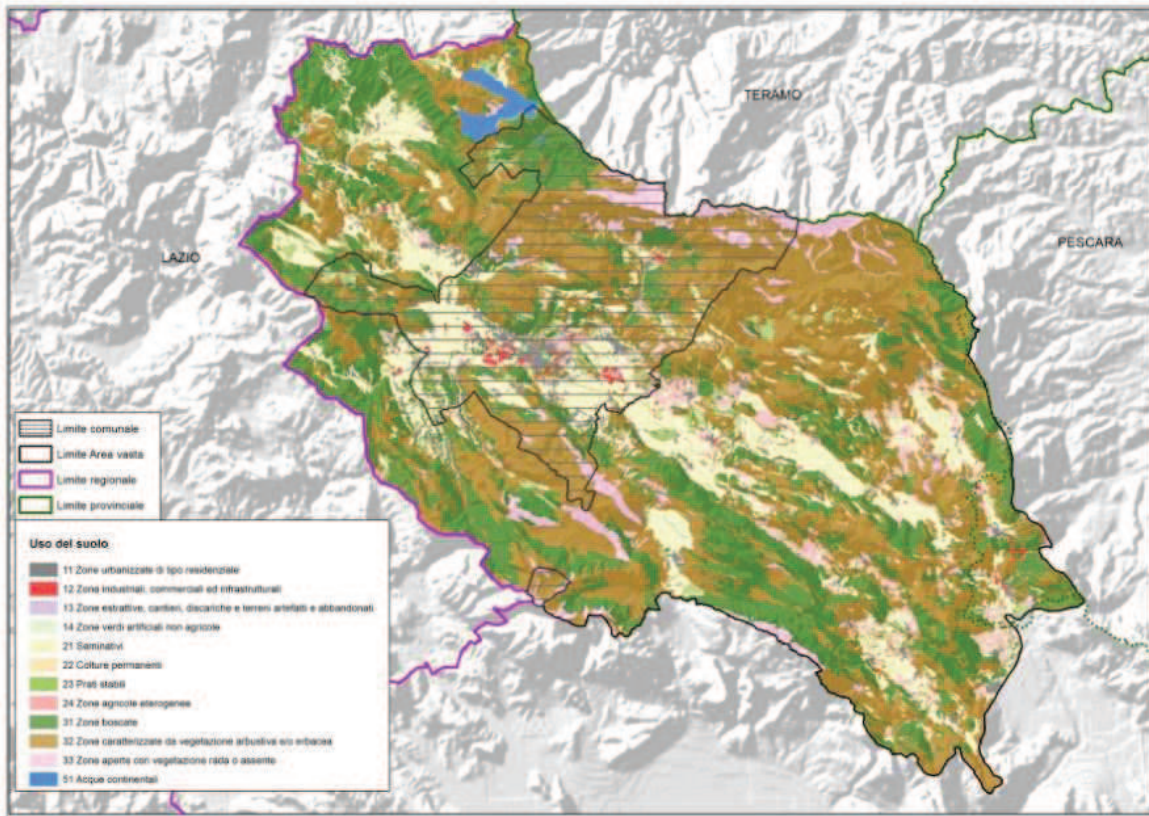 TERAMO
PESCARA
LAZIO
Limite comunale
Limite Area vasta
Limite regionale
Limite provinciale
Uso del suolo
11 Zone urbanizzate di tipo residenziale
12 Zone industriali, commerciali ed infrastrutturali
13 Zone estrattive, cantieri, discariche e terreni artefatti e abbandonati
14 Zone verdi artificiali non agricole
21 Seminativi
22 Colture permanenti
23 Prati stabili
24 Zone agricole eterogenee
31 Zone boscate
32 Zone caratterizzate da vegetazione arbustiva e/o erbacea
33 Zone aperte con vegetazione rada o assente
51 Acque continentali